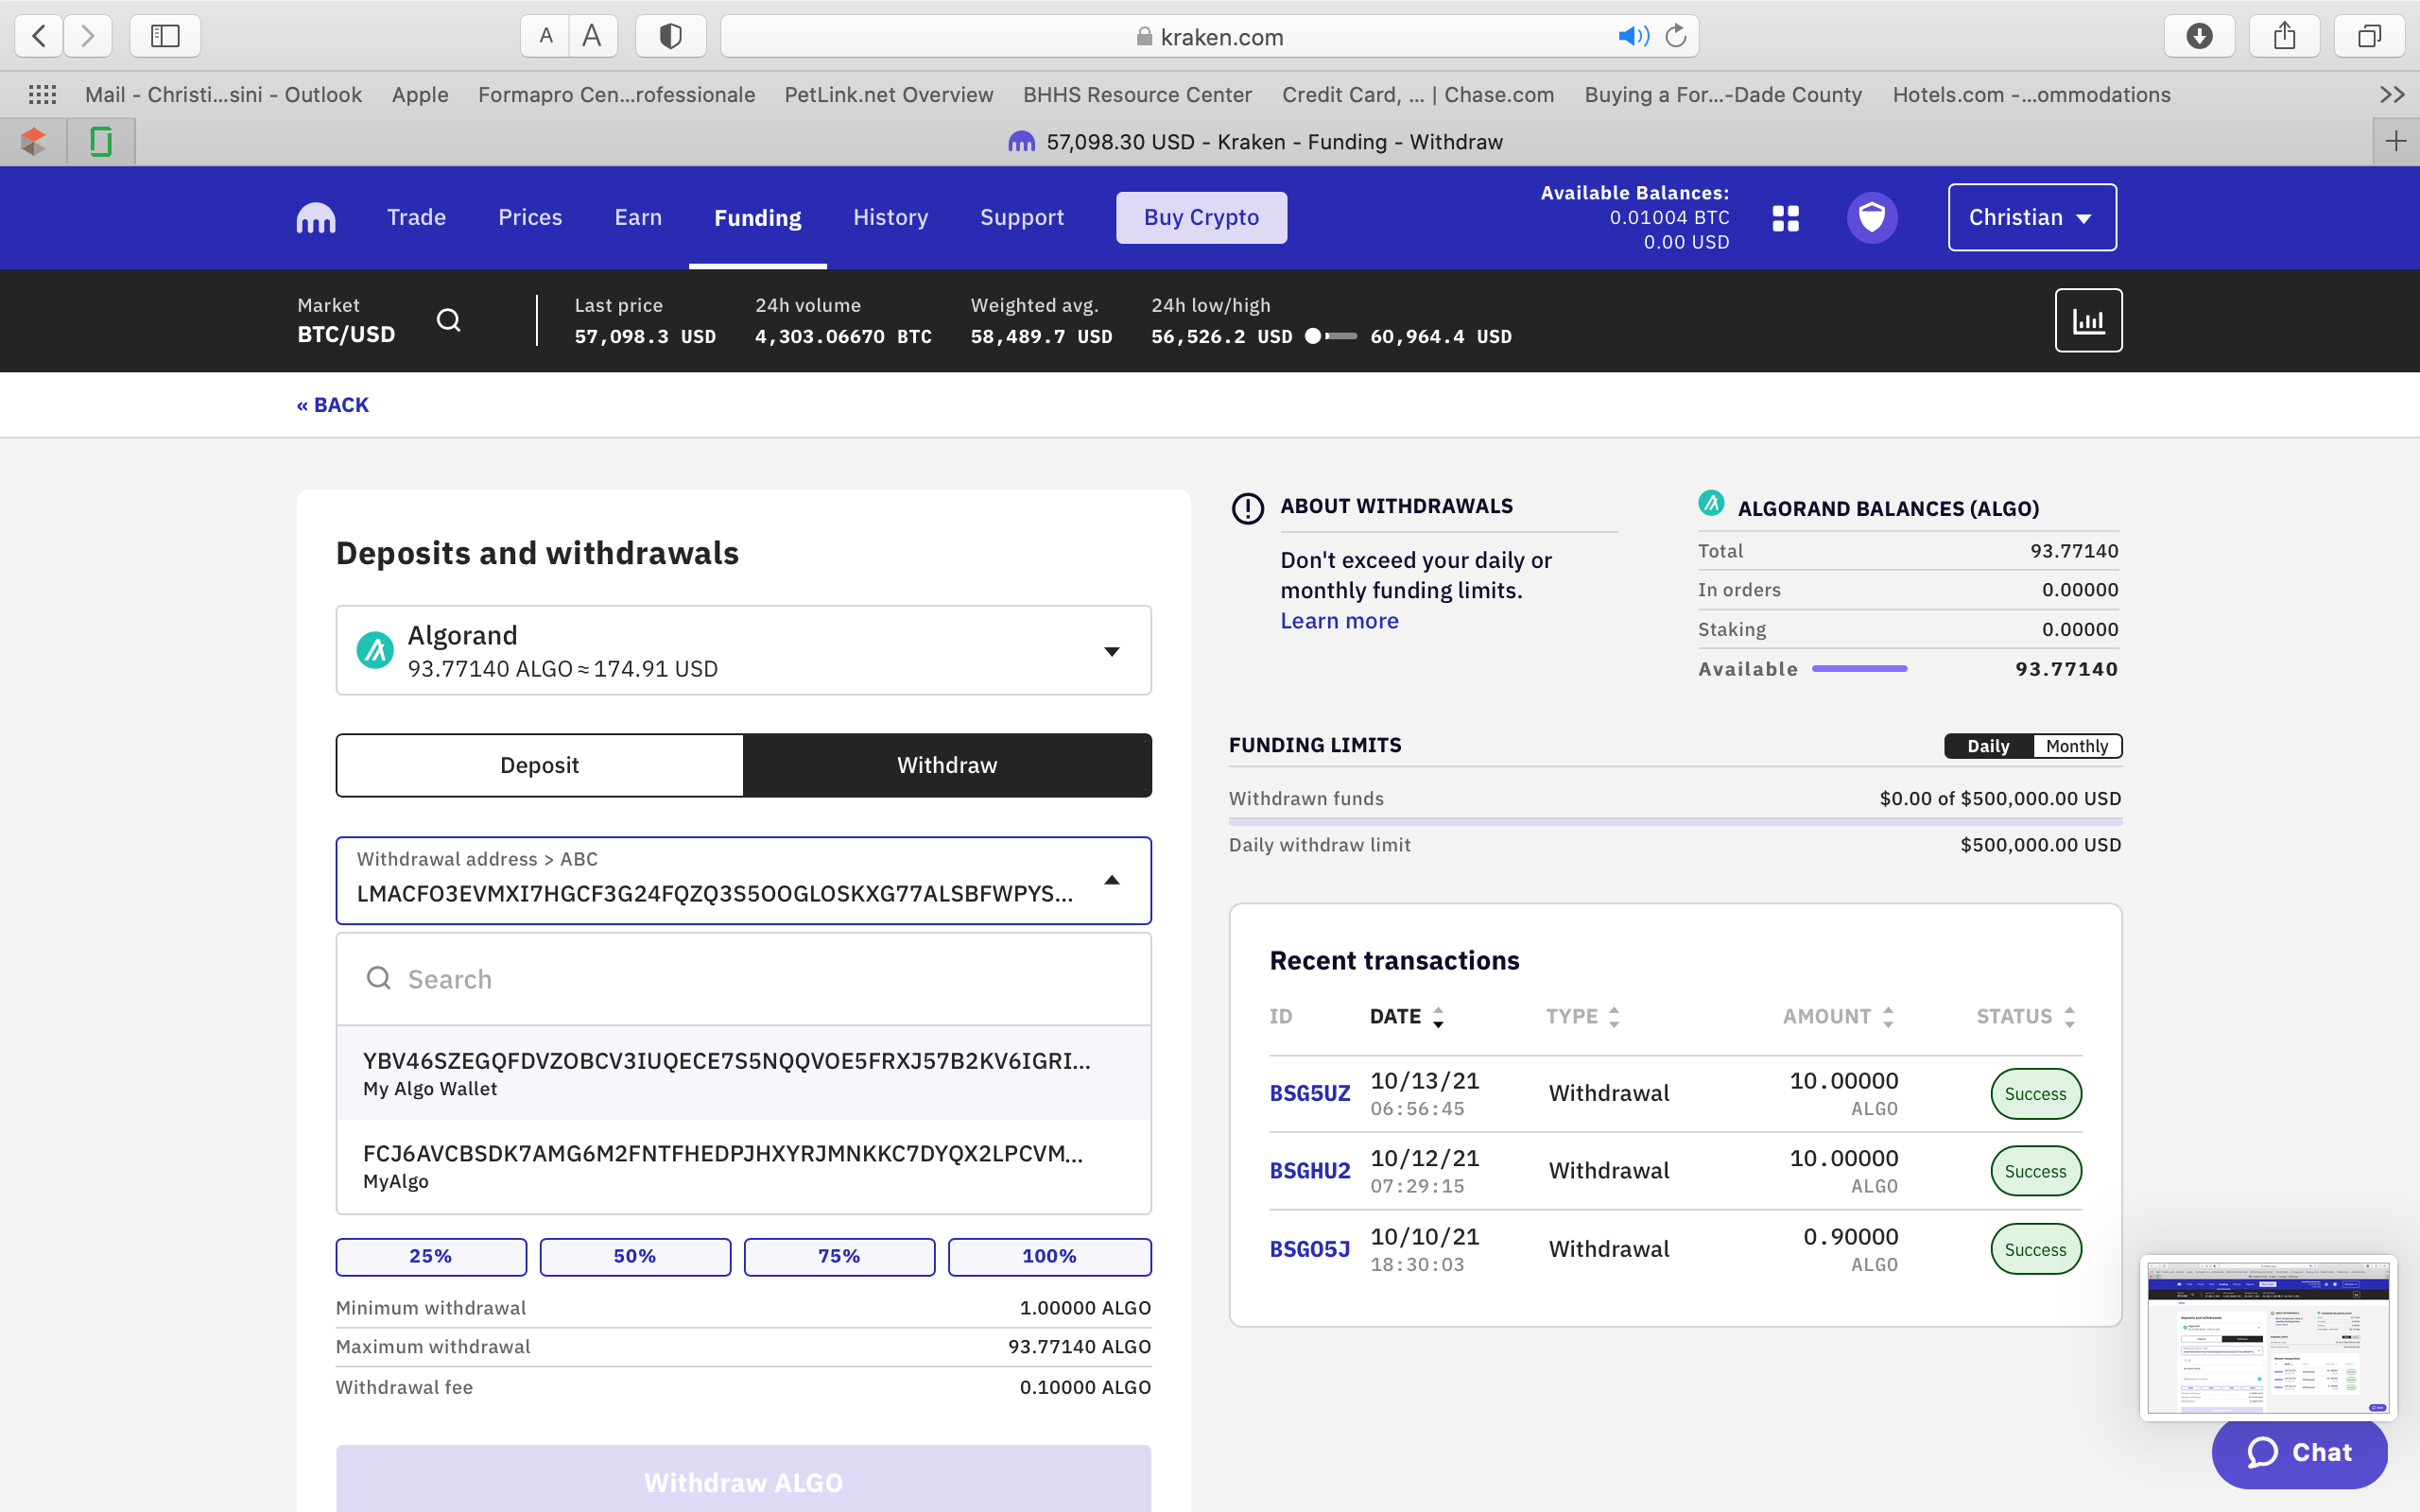 A A kraken.com
Mail - Christi...sini - Outlook Apple Formapro Cen...rofessionale PetLink.net Overview BHHS Resource Center Credit Card, ... | Chase.com Buying a For...-Dade County Hotels.com -...ommodations
57,098.30 USD - Kraken - Funding - Withdraw
Trade Prices Earn Funding History Support Buy Crypto
Available Balances:
0.01004 BTC
0.00 USD
Christian
Market
BTC/USD
Last price
57,098.3 USD
24h volume
4,303.06670 BTC
Weighted avg.
58,489.7 USD
24h low/high
56,526.2 USD 60,964.4 USD
« BACK
Deposits and withdrawals
Algorand
93.77140 ALGO ≈ 174.91 USD
Deposit Withdraw
Withdrawal address > ABC
LMACFO3EVMXI7HGCF3G24FQZQ3S5OOGLOSKXG77ALSBFWPYS...
Search
YBV46SZEGQFDVZOBCV3IUQECE7S5NQQVOE5FRXJ57B2KV6IGRI...
My Algo Wallet
FCJ6AVCBSDK7AMG6M2FNTFHEDPJHXYRJMNKKC7DYQX2LPCVM...
MyAlgo
25% 50% 75% 100%
Minimum withdrawal 1.00000 ALGO
Maximum withdrawal 93.77140 ALGO
Withdrawal fee 0.10000 ALGO
Withdraw ALGO
ABOUT WITHDRAWALS
Don't exceed your daily or
monthly funding limits.
Learn more
ALGORAND BALANCES (ALGO)
Total 93.77140
In orders 0.00000
Staking 0.00000
Available 93.77140
FUNDING LIMITS Daily Monthly
Withdrawn funds $0.00 of $500,000.00 USD
Daily withdraw limit $500,000.00 USD
Recent transactions
ID DATE TYPE AMOUNT STATUS
BSG5UZ 10/13/21 Withdrawal 10.00000 Success
06:56:45 ALGO
BSGHU2 10/12/21 Withdrawal 10.00000 Success
07:29:15 ALGO
BSGO5J 10/10/21 Withdrawal 0.90000 Success
18:30:03 ALGO
Chat